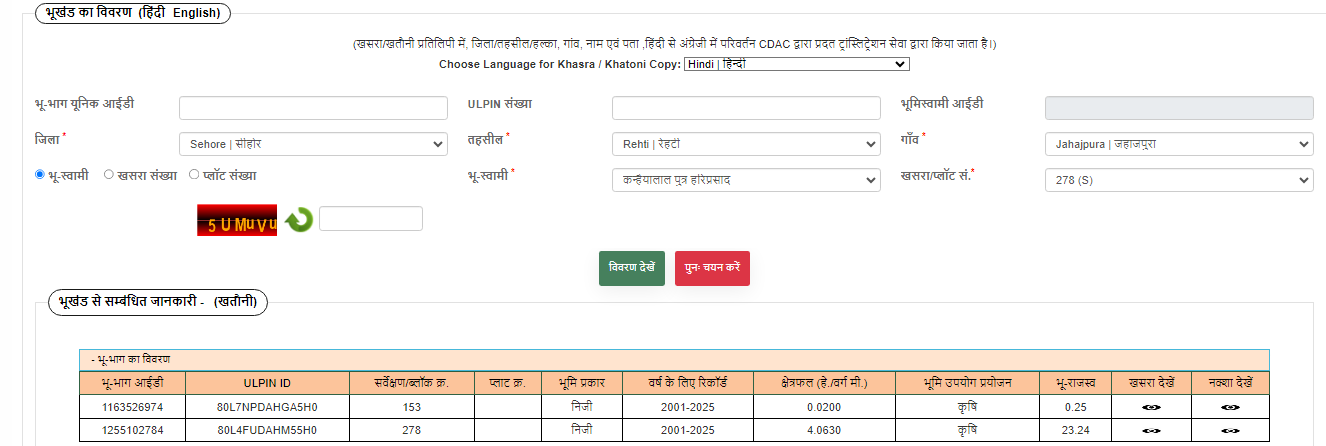 भूखंड का विवरण (हिंदी English)
(खसरा/खतौनी प्रतिलिपी में, जिला/तहसील/हल्का, गांव, नाम एवं पता ,हिंदी से अंग्रेजी में परिवर्तन CDAC द्वारा प्रदत ट्रांस्लिट्रेशन सेवा द्वारा किया जाता है।)
Choose Language for Khasra / Khatoni Copy: Hindi | हिन्दी
भू-भाग यूनिक आईडी ULPIN संख्या भूमिस्वामी आईडी
जिला * Sehore | सीहोर तहसील * Rehti | रेहटी गाँव * Jahajpura | जहाजपुरा
भू-स्वामी खसरा संख्या प्लॉट संख्या भू-स्वामी * कन्हैयालाल पुत्र हरिप्रसाद खसरा/प्लॉट सं.* 278 (S)
5 U M u v u
विवरण देखें पुनः चयन करें
भूखंड से सम्बंधित जानकारी - (खतौनी)
- भू-भाग का विवरण
भू-भाग आईडी ULPIN ID सर्वेक्षण/ब्लॉक क्र. प्लाट क्र. भूमि प्रकार वर्ष के लिए रिकॉर्ड क्षेत्रफल (हे./वर्ग मी.) भूमि उपयोग प्रयोजन भू-राजस्व खसरा देखें नक्शा देखें
1163526974 80L7NPDAHGA5H0 153 निजी 2001-2025 0.0200 कृषि 0.25
1255102784 80L4FUDAHM55H0 278 निजी 2001-2025 4.0630 कृषि 23.24